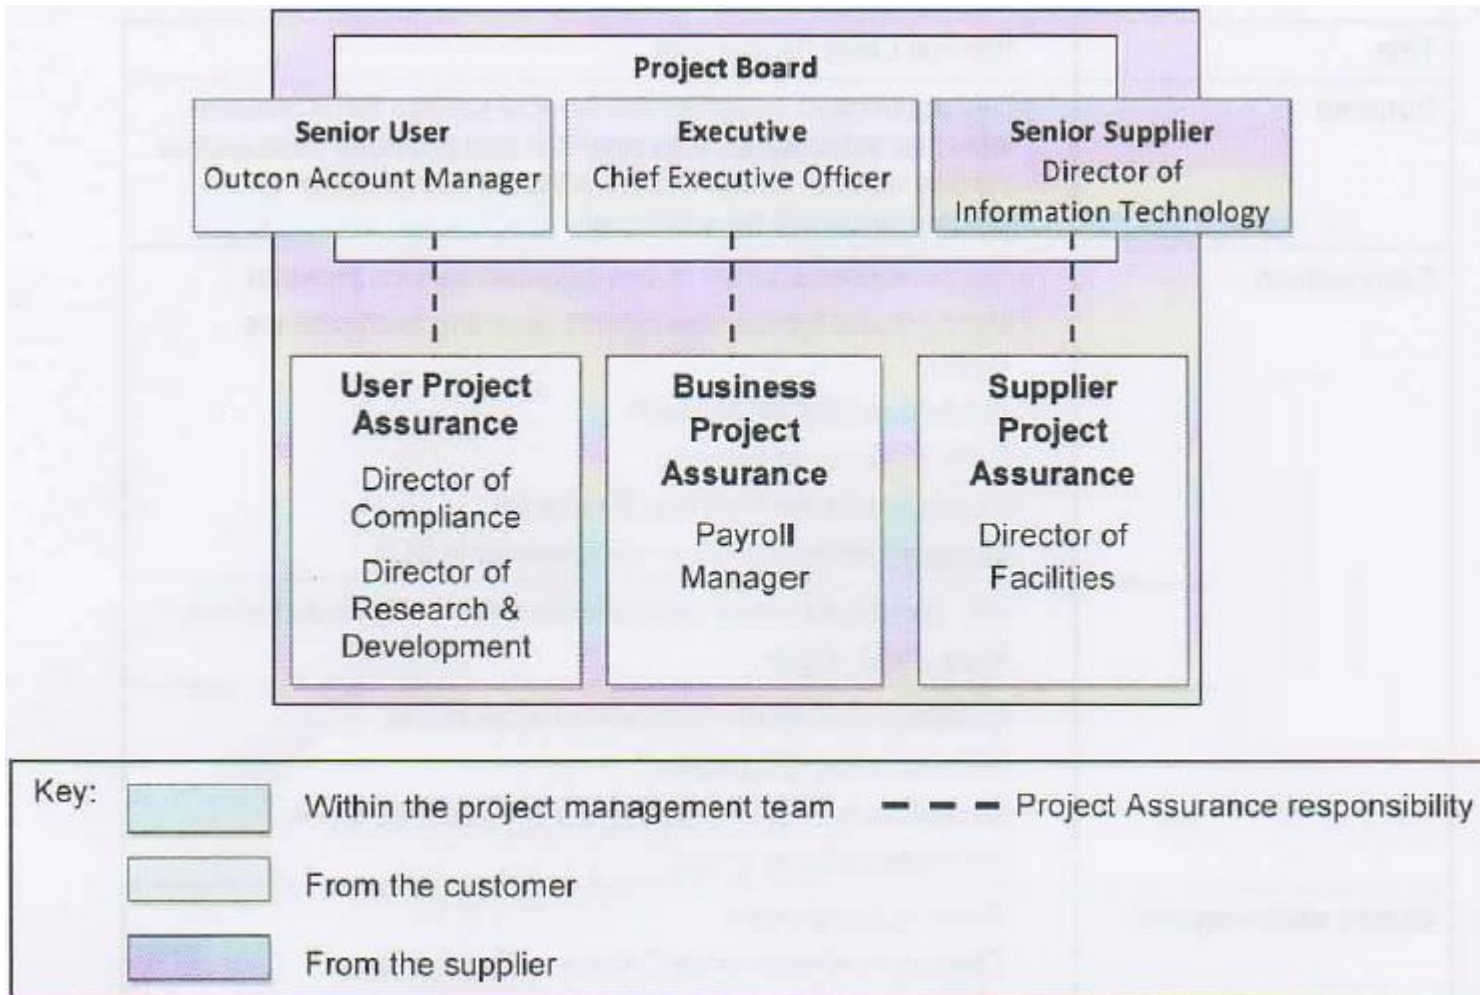 Project Board
Senior User
Outcon Account Manager
Executive
Chief Executive Officer
Senior Supplier
Director of
Information Technology
User Project
Assurance
Director of
Compliance
Director of
Research &
Development
Business
Project
Assurance
Payroll
Manager
Supplier
Project
Assurance
Director of
Facilities
Key:
Within the project management team
Project Assurance responsibility
From the customer
From the supplier